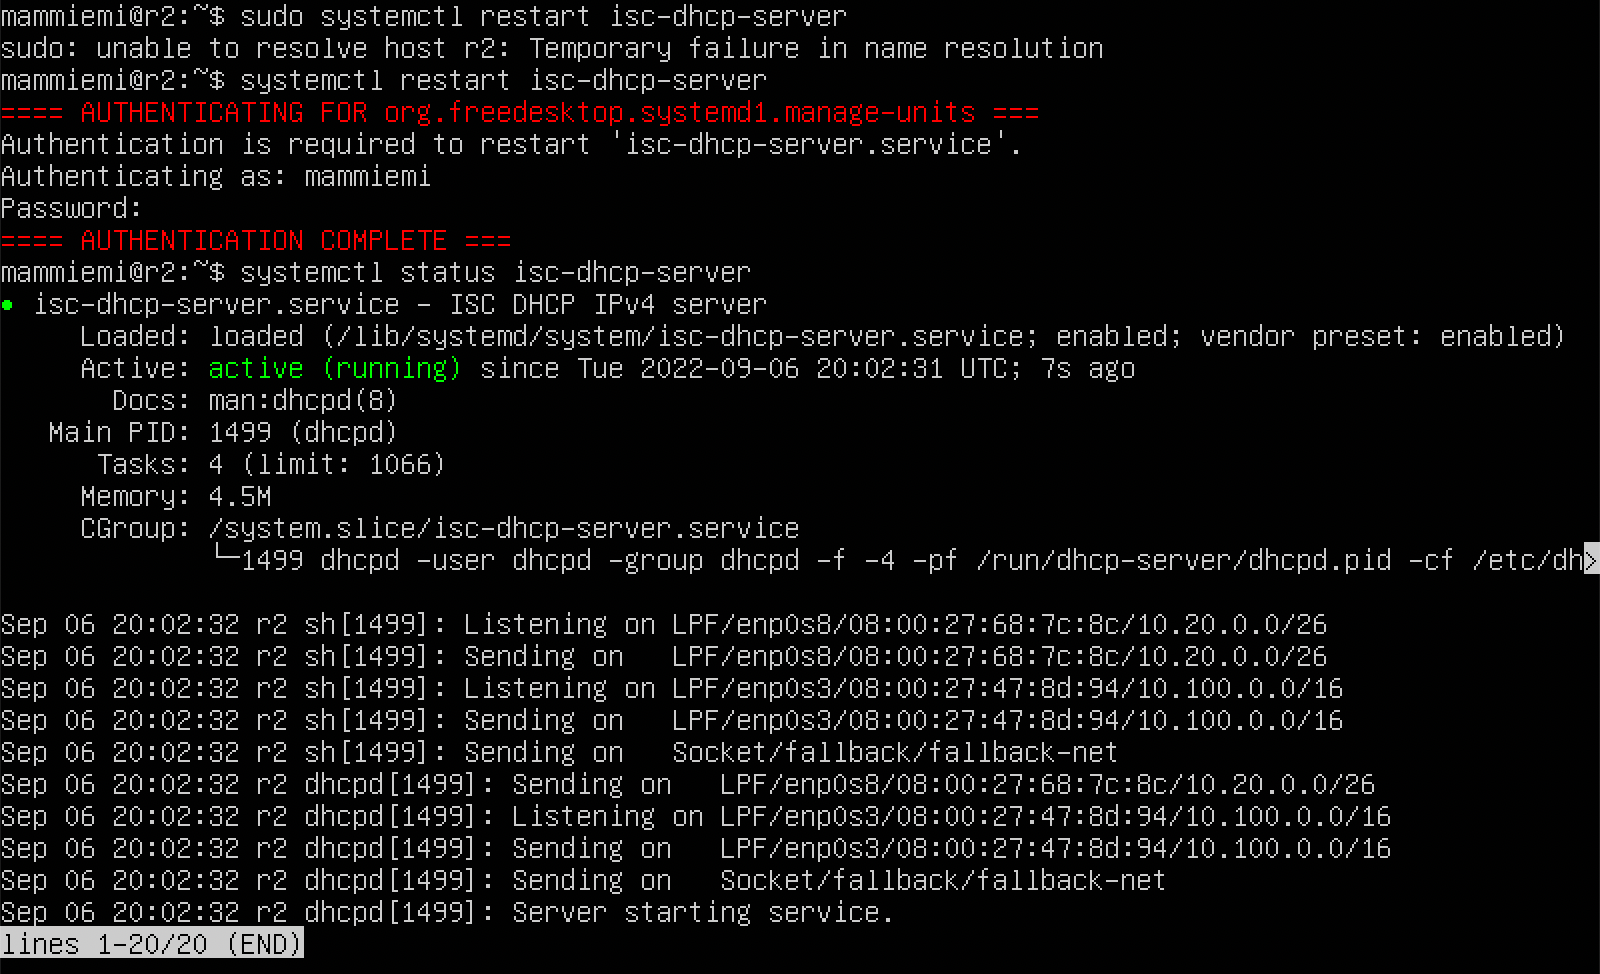 mammiemi@r2:~$ sudo systemctl restart isc-dhcp-server
sudo: unable to resolve host r2: Temporary failure in name resolution
mammiemi@r2:~$ systemctl restart isc-dhcp-server
==== AUTHENTICATING FOR org.freedesktop.systemd1.manage-units ===
Authentication is required to restart 'isc-dhcp-server.service'.
Authenticating as: mammiemi
Password:
==== AUTHENTICATION COMPLETE ===
mammiemi@r2:~$ systemctl status isc-dhcp-server
● isc-dhcp-server.service - ISC DHCP IPv4 server
     Loaded: loaded (/lib/systemd/system/isc-dhcp-server.service; enabled; vendor preset: enabled)
     Active: active (running) since Tue 2022-09-06 20:02:31 UTC; 7s ago
       Docs: man:dhcpd(8)
   Main PID: 1499 (dhcpd)
      Tasks: 4 (limit: 1066)
     Memory: 4.5M
     CGroup: /system.slice/isc-dhcp-server.service
             └─1499 dhcpd -user dhcpd -group dhcpd -f -4 -pf /run/dhcp-server/dhcpd.pid -cf /etc/dh>
Sep 06 20:02:32 r2 sh[1499]: Listening on LPF/enp0s8/08:00:27:68:7c:8c/10.20.0.0/26
Sep 06 20:02:32 r2 sh[1499]: Sending on   LPF/enp0s8/08:00:27:68:7c:8c/10.20.0.0/26
Sep 06 20:02:32 r2 sh[1499]: Listening on LPF/enp0s3/08:00:27:47:8d:94/10.100.0.0/16
Sep 06 20:02:32 r2 sh[1499]: Sending on   LPF/enp0s3/08:00:27:47:8d:94/10.100.0.0/16
Sep 06 20:02:32 r2 sh[1499]: Sending on   Socket/fallback/fallback-net
Sep 06 20:02:32 r2 dhcpd[1499]: Sending on   LPF/enp0s8/08:00:27:68:7c:8c/10.20.0.0/26
Sep 06 20:02:32 r2 dhcpd[1499]: Listening on LPF/enp0s3/08:00:27:47:8d:94/10.100.0.0/16
Sep 06 20:02:32 r2 dhcpd[1499]: Sending on   LPF/enp0s3/08:00:27:47:8d:94/10.100.0.0/16
Sep 06 20:02:32 r2 dhcpd[1499]: Sending on   Socket/fallback/fallback-net
Sep 06 20:02:32 r2 dhcpd[1499]: Server starting service.
lines 1-20/20 (END)